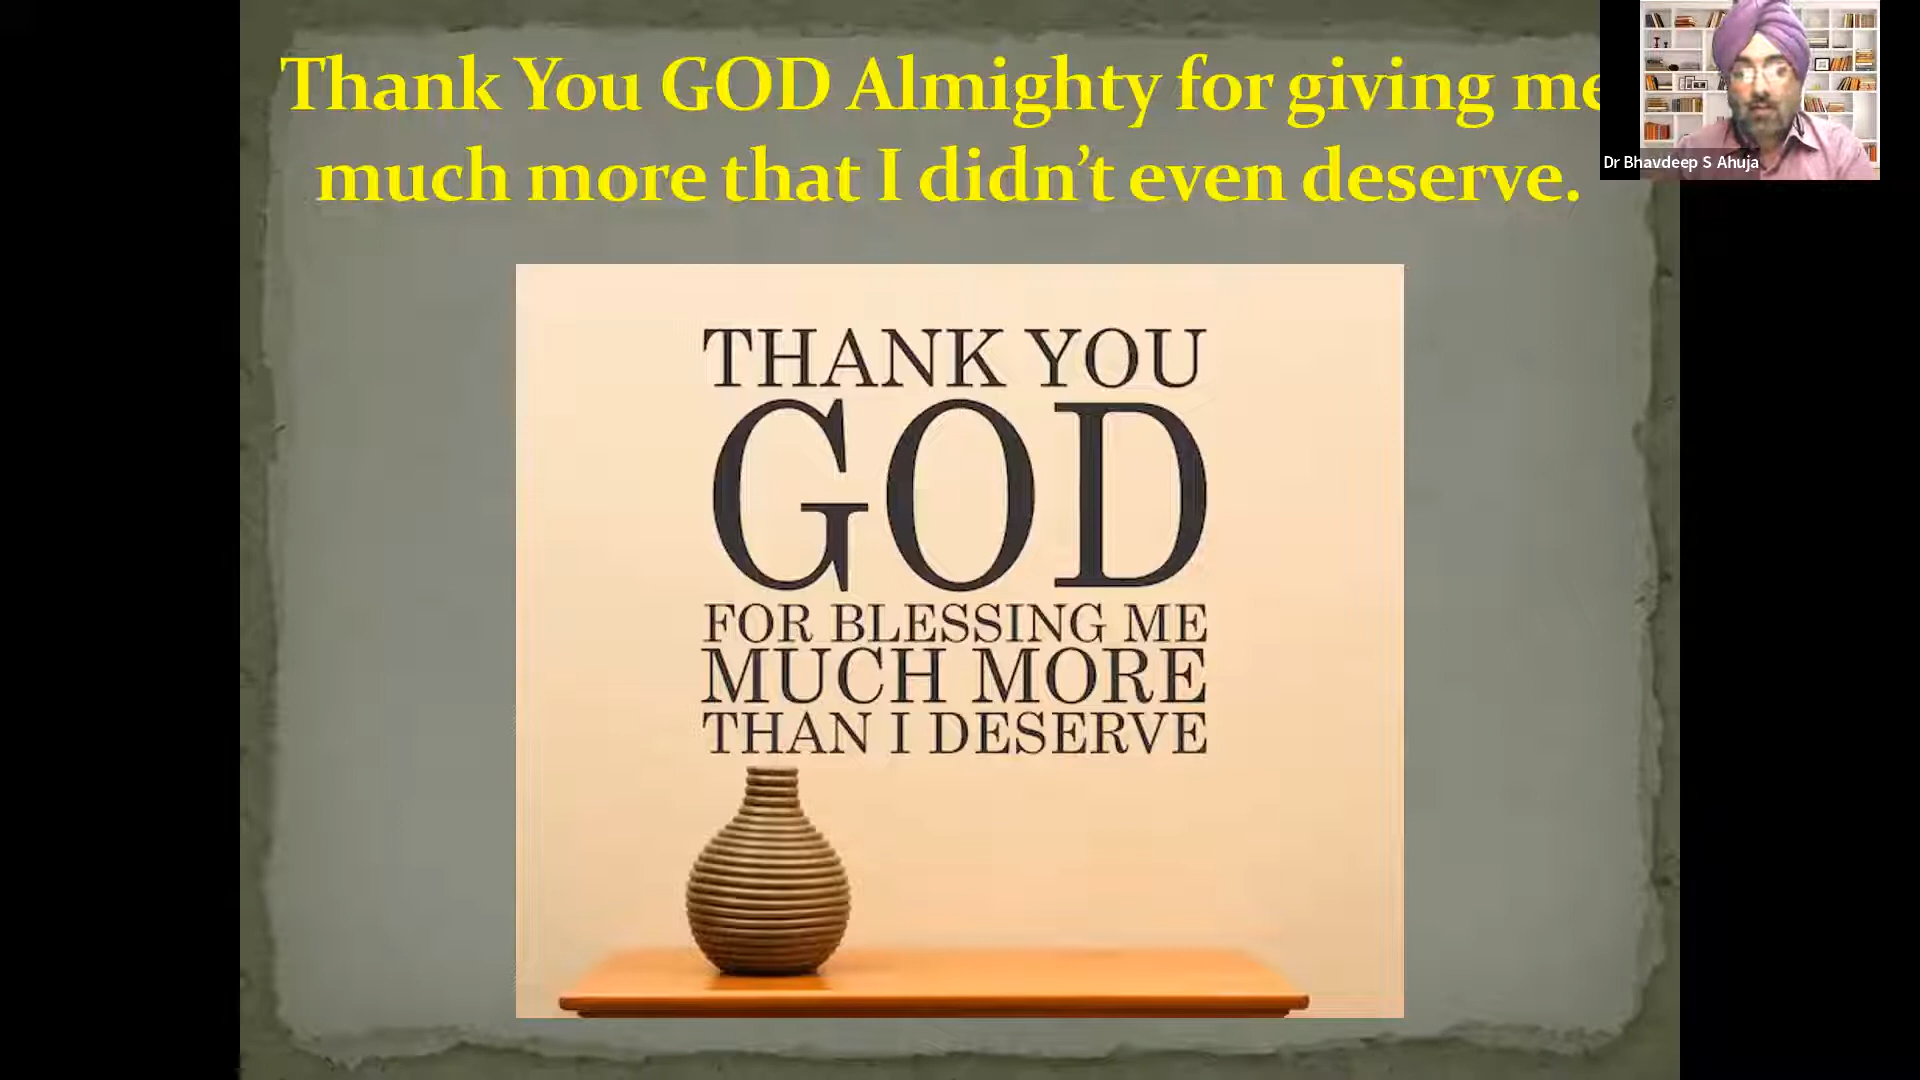 Thank You GOD Almighty for giving me
much more that I didn’t even deserve.
Dr Bhavdeep S Ahuja
THANK YOU
GOD
FOR BLESSING ME
MUCH MORE
THAN I DESERVE